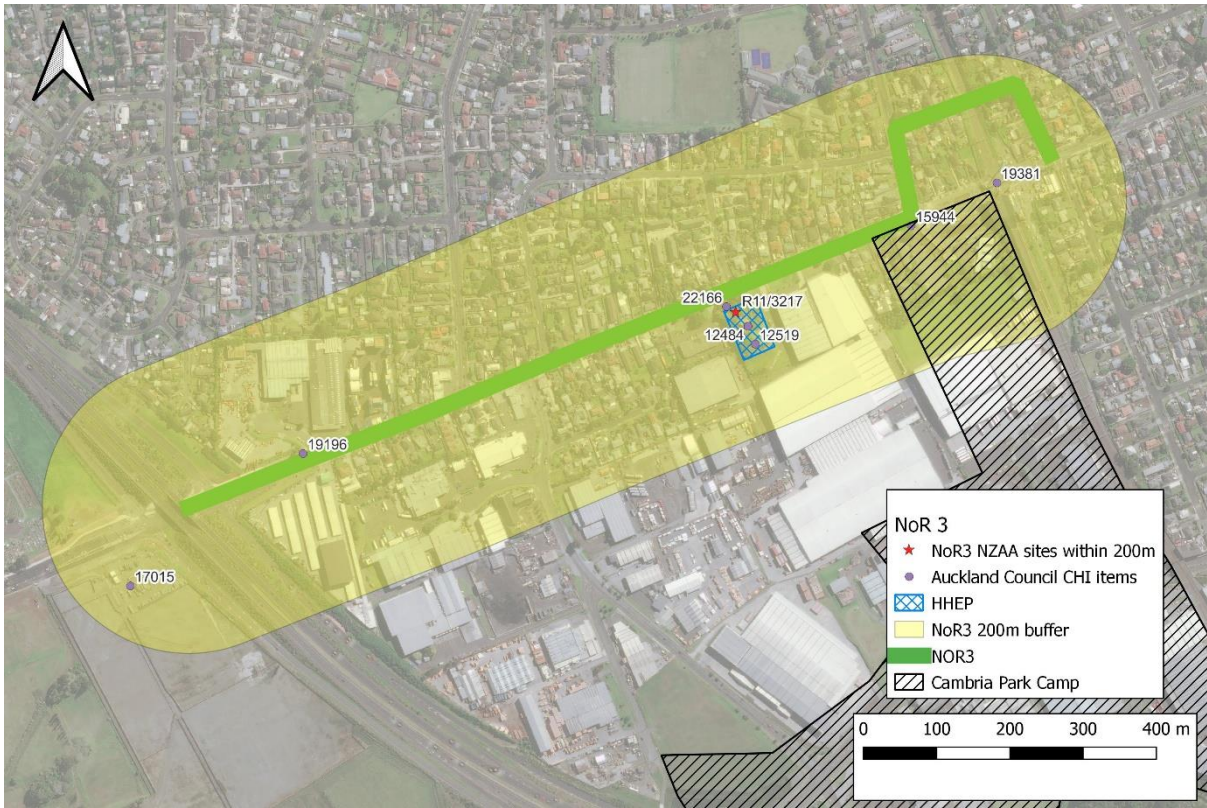 19381
15944
22166 R11/3217
12484 12519
19196
17015
NoR 3
NoR3 NZAA sites within 200m
Auckland Council CHI items
HHEP
NoR3 200m buffer
NOR3
Cambria Park Camp
0 100 200 300 400 m